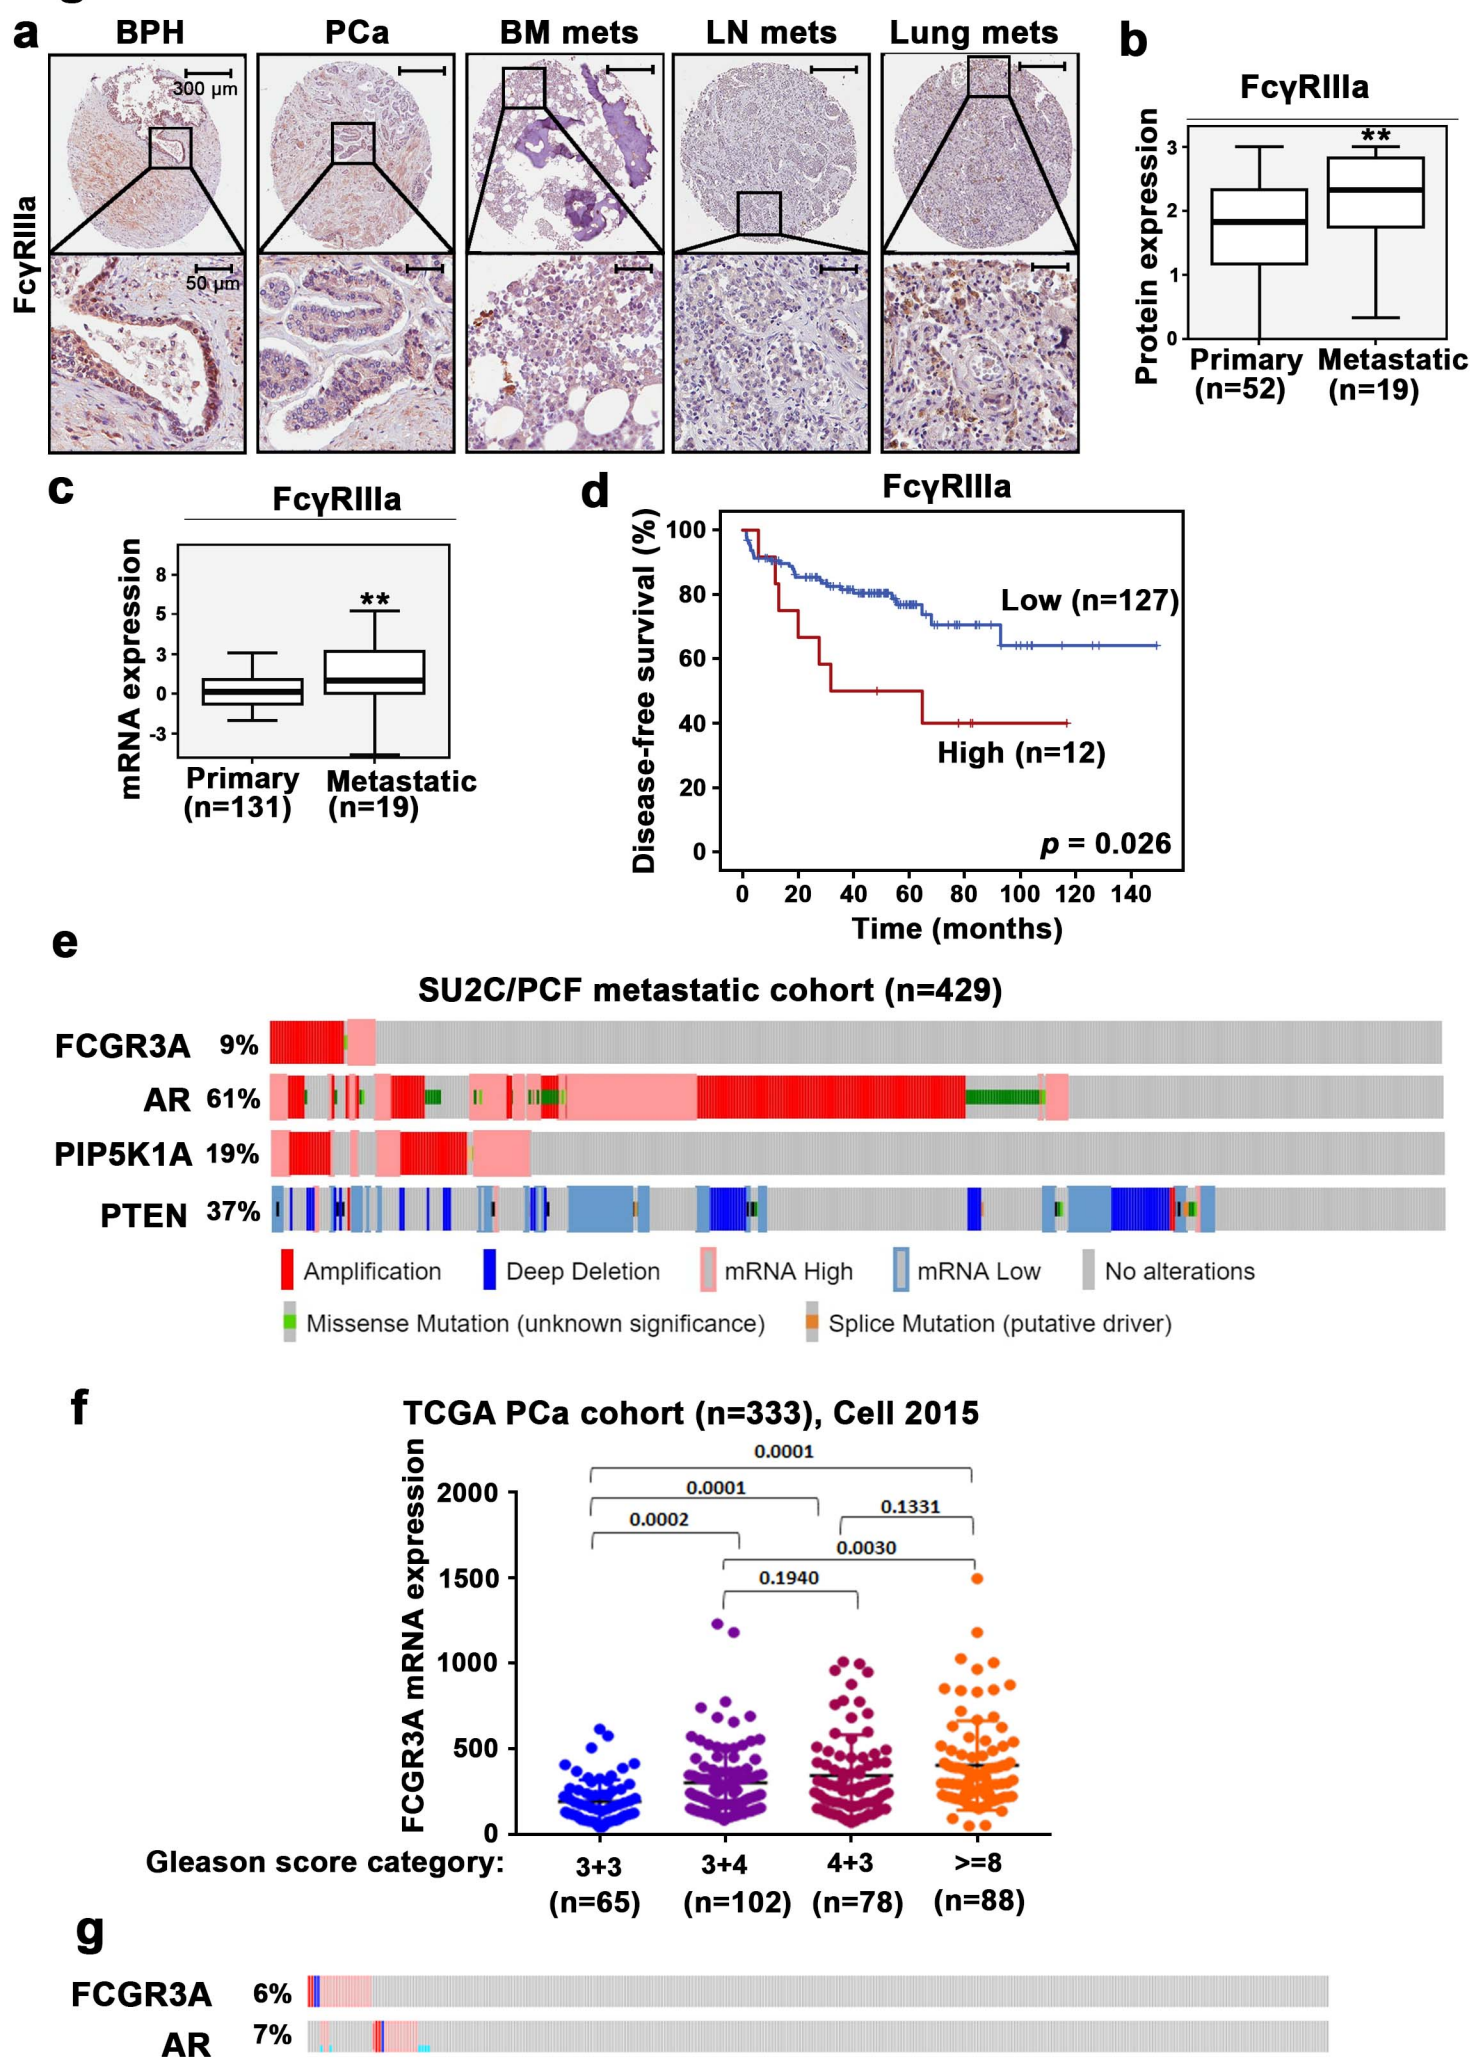 a
BPH PCa BM mets LN mets Lung mets
FcγRIIIa
300 µm
50 µm
b
FcγRIIIa
Protein expression
3
**
2
1
0
Primary Metastatic
(n=52) (n=19)
c
FcγRIIIa
mRNA expression
8
5
**
3
0
-3
Primary Metastatic
(n=131) (n=19)
d
FcγRIIIa
Disease-free survival (%)
100
80
Low (n=127)
60
40
High (n=12)
20
p = 0.026
0
0 20 40 60 80 100 120 140
Time (months)
e
SU2C/PCF metastatic cohort (n=429)
FCGR3A 9%
AR 61%
PIP5K1A 19%
PTEN 37%
Amplification Deep Deletion mRNA High mRNA Low No alterations
Missense Mutation (unknown significance) Splice Mutation (putative driver)
f
TCGA PCa cohort (n=333), Cell 2015
FCGR3A mRNA expression
0.0001
2000
0.0001
0.1331
0.0002
0.0030
1500
0.1940
1000
500
0
Gleason score category: 3+3 3+4 4+3 >=8
(n=65) (n=102) (n=78) (n=88)
g
FCGR3A 6%
AR 7%